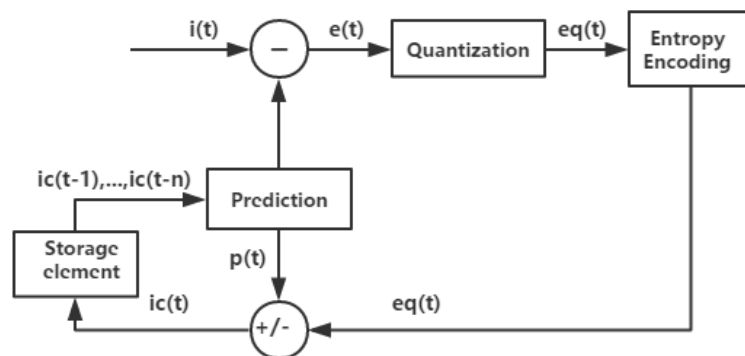 i(t)
−
e(t)
Quantization
eq(t)
Entropy
Encoding
ic(t-1),...,ic(t-n)
Prediction
Storage
element
p(t)
ic(t)
+/-
eq(t)